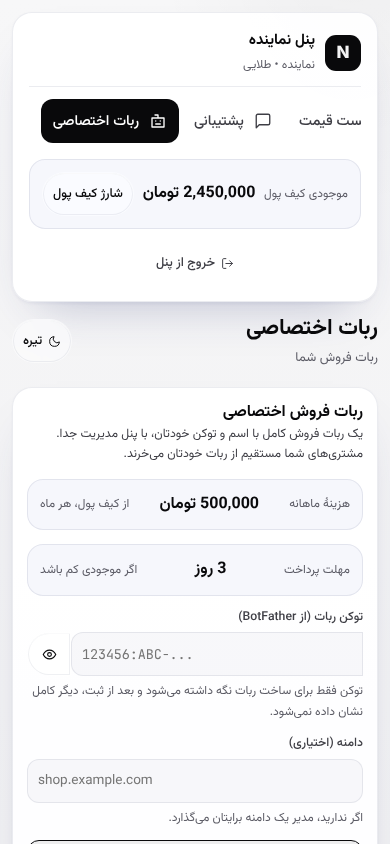 پنل نماینده
N
نماینده • طلایی
ست قیمت
پشتیبانی
ربات اختصاصی
موجودی کیف پول
2,450,000 تومان
شارژ کیف پول
خروج از پنل
ربات اختصاصی
تیره
ربات فروش شما
ربات فروش اختصاصی
یک ربات فروش کامل با اسم و توکن خودتان، با پنل مدیریت جدا.
مشتری‌های شما مستقیم از ربات خودتان می‌خرند.
هزینهٔ ماهانه
500,000 تومان
از کیف پول، هر ماه
مهلت پرداخت
3 روز
اگر موجودی کم باشد
توکن ربات (از BotFather)
123456:ABC-...
توکن فقط برای ساخت ربات نگه داشته می‌شود و بعد از ثبت، دیگر کامل
نشان داده نمی‌شود.
دامنه (اختیاری)
shop.example.com
اگر ندارید، مدیر یک دامنه برایتان می‌گذارد.